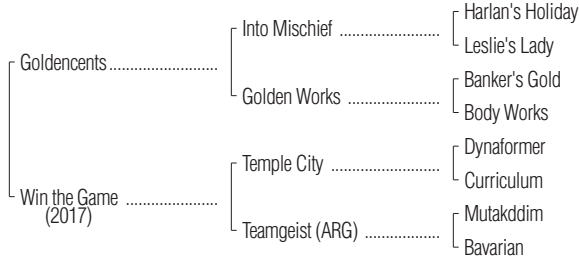 Harlan's Holiday
Into Mischief ....................
Leslie's Lady
Goldencents ......................
Banker's Gold
Golden Works ..................
Body Works
Dynaformer
Temple City .....................
Curriculum
Win the Game ..................
(2017)
Mutakddim
Teamgeist (ARG) ...............
Bavarian